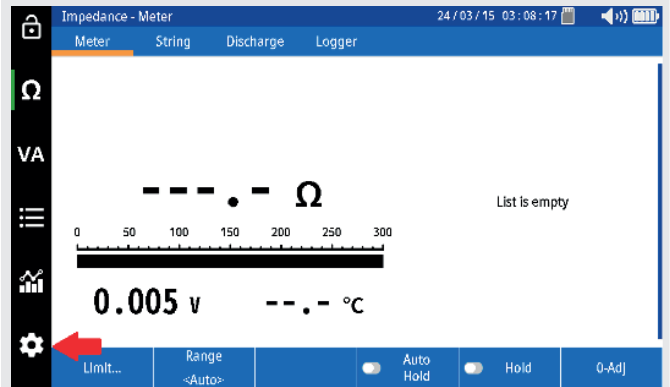 Impedance - Meter 24/03/15 03:08:17
Meter String Discharge Logger
Ω
VA
---.- Ω
List is empty
0 50 100 150 200 250 300
0.005 V --.- °C
Limit...
Range
<Auto>
Auto
Hold
Hold
0-Adj